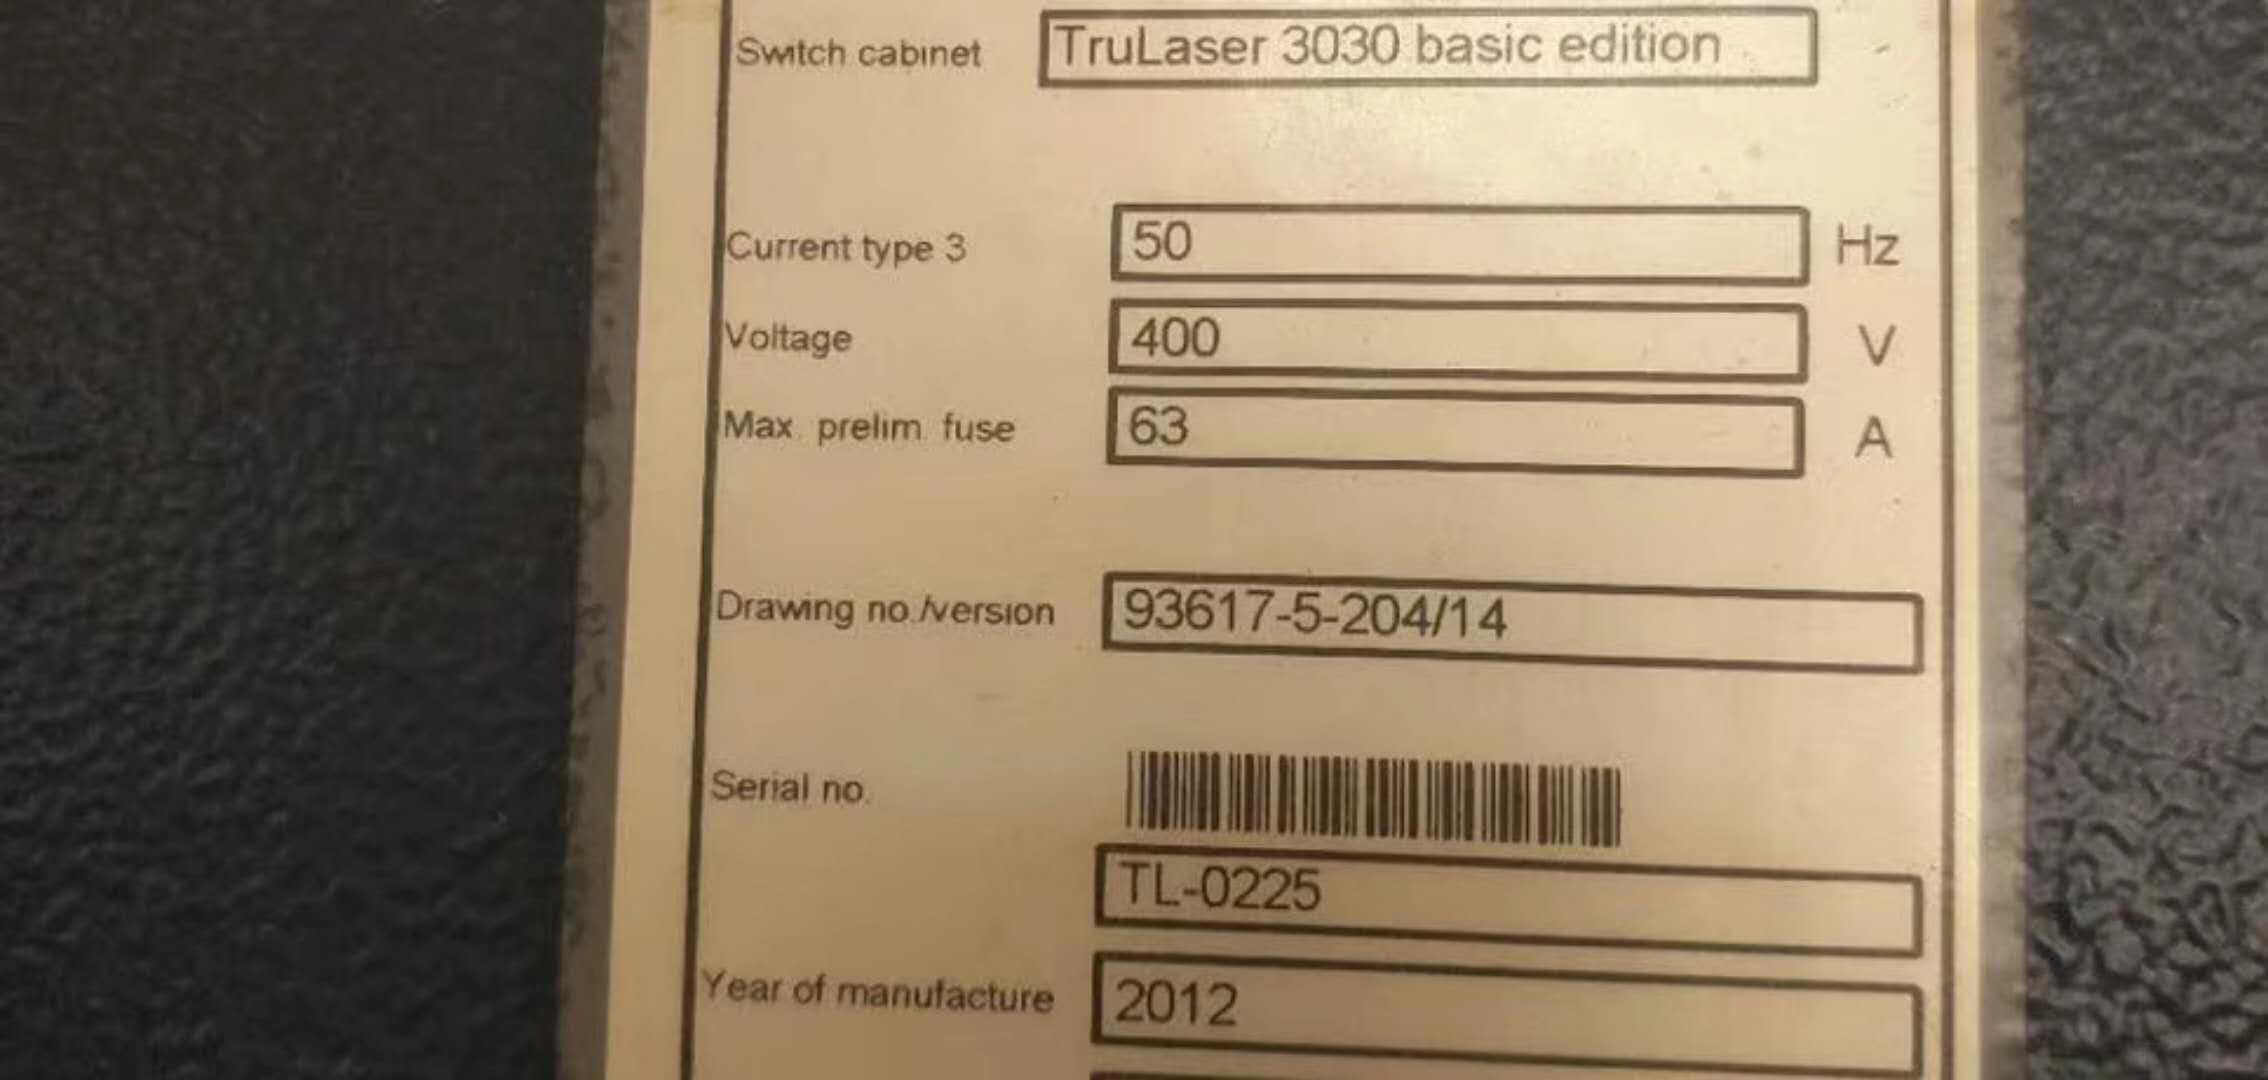 Switch cabinet TruLaser 3030 basic edition
Current type 3 50 Hz
Voltage 400 V
Max. prelim. fuse 63 A
Drawing no./version 93617-5-204/14
Serial no.
TL-0225
Year of manufacture 2012